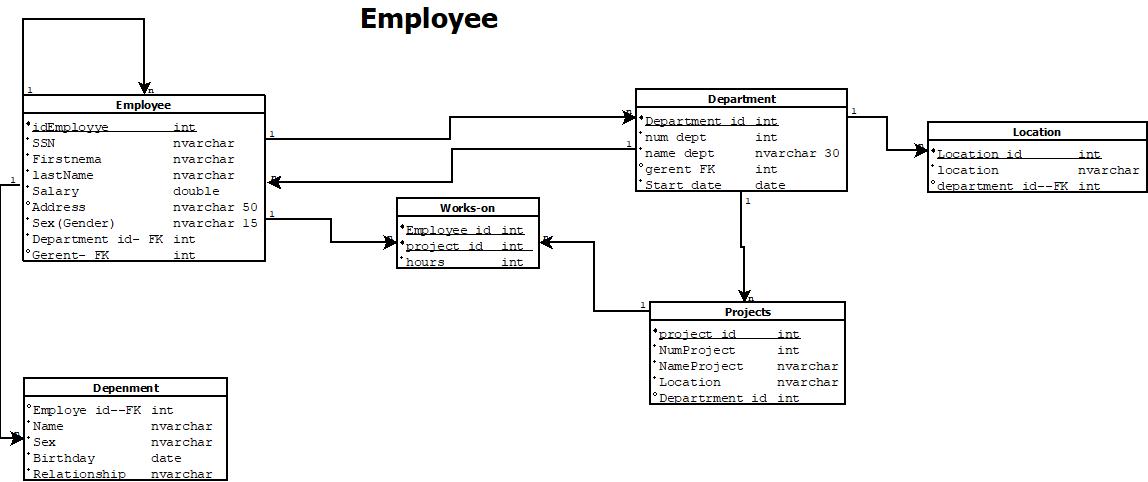 Employee
1
n
Employee
idEmployye int
SSN nvarchar
Firstnema nvarchar
lastName nvarchar
Salary double
Address nvarchar 50
Sex(Gender) nvarchar 15
Department id- FK int
Gerent- FK int
1
1
1
n
n
Department
Department id int
num dept int
name dept nvarchar 30
gerent FK int
Start date date
1
1
1
n
Location
Location id int
location nvarchar
department id--FK int
Works-on
Employee id int
project id int
hours int
n
n
1
n
Projects
project id int
NumProject int
NameProject nvarchar
Location nvarchar
Departrment id int
n
Depenment
Employe id--FK int
Name nvarchar
Sex nvarchar
Birthday date
Relationship nvarchar